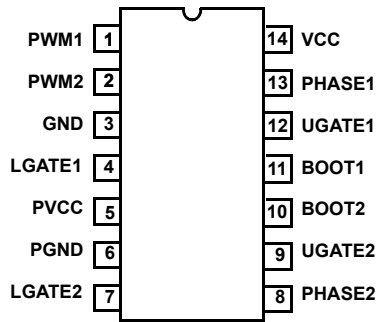 PWM1 1 14 VCC
PWM2 2 13 PHASE1
GND 3 12 UGATE1
LGATE1 4 11 BOOT1
PVCC 5 10 BOOT2
PGND 6 9 UGATE2
LGATE2 7 8 PHASE2